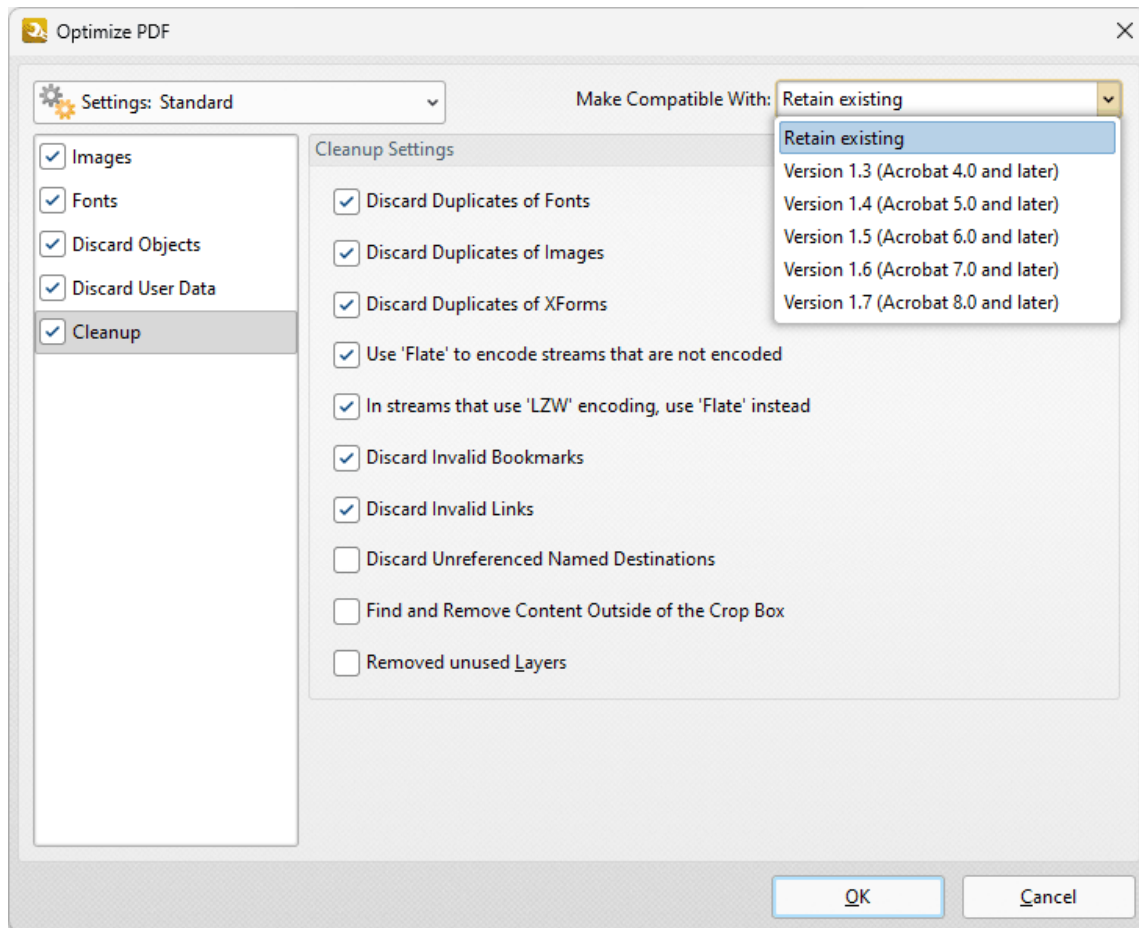 Optimize PDF
Settings: Standard
Make Compatible With: Retain existing
Retain existing
Version 1.3 (Acrobat 4.0 and later)
Version 1.4 (Acrobat 5.0 and later)
Version 1.5 (Acrobat 6.0 and later)
Version 1.6 (Acrobat 7.0 and later)
Version 1.7 (Acrobat 8.0 and later)
Images
Fonts
Discard Objects
Discard User Data
Cleanup
Cleanup Settings
Discard Duplicates of Fonts
Discard Duplicates of Images
Discard Duplicates of XForms
Use 'Flate' to encode streams that are not encoded
In streams that use 'LZW' encoding, use 'Flate' instead
Discard Invalid Bookmarks
Discard Invalid Links
Discard Unreferenced Named Destinations
Find and Remove Content Outside of the Crop Box
Removed unused Layers
OK
Cancel